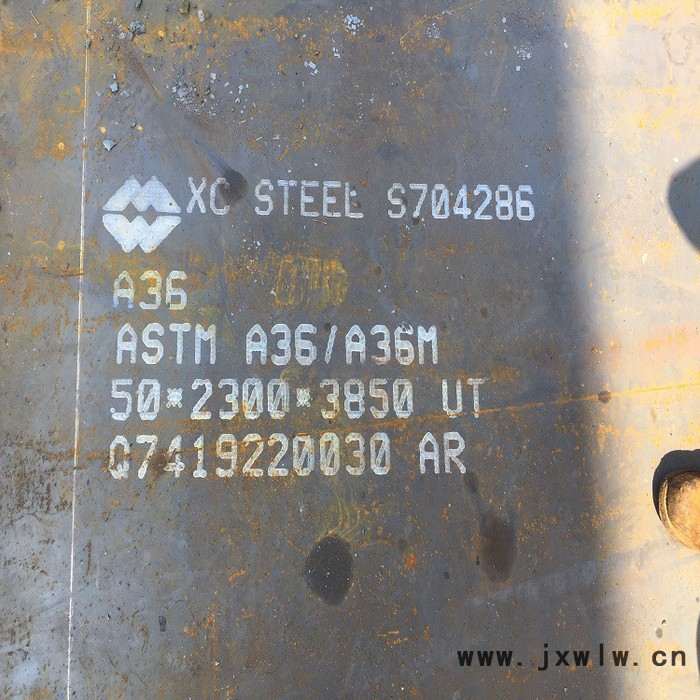 XC STEEL S704286
A36
ASTM A36/A36M
50*2300*3850 UT
Q7419220030 AR
www.jxwlw.cn